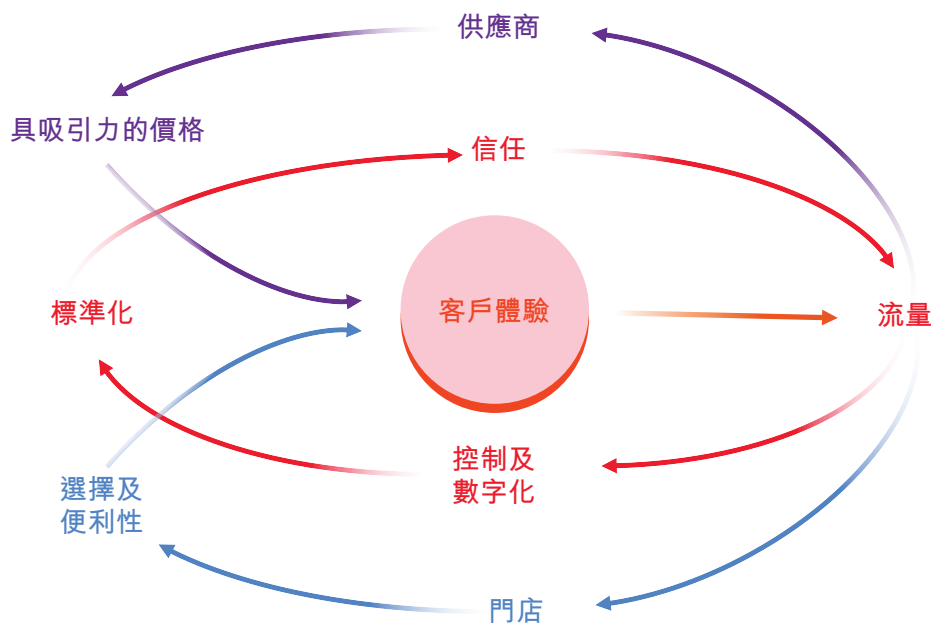 供應商
具吸引力的價格
信任
客戶體驗
標準化
流量
控制及
數字化
選擇及
便利性
門店